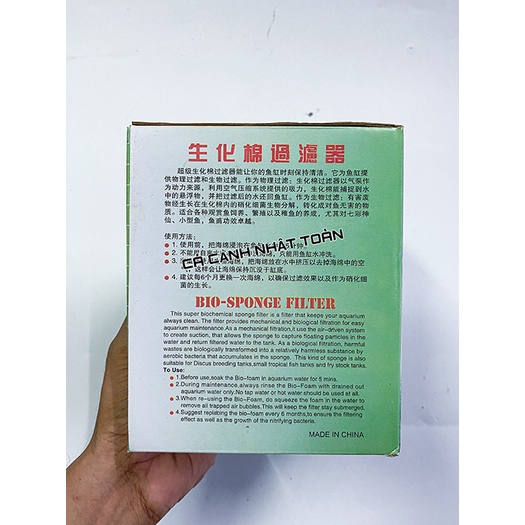 生化棉過濾器
超级生化棉过滤器能让你的鱼缸时刻保持清洁。它为鱼缸提
供物理过滤和生物过滤。作为物理过滤:生化棉过滤器以气泵作
为动力来源,利用空气压缩系统提供的吸力,生化棉能捕捉到水
中的悬浮物,并把过滤后的水还回鱼缸。作为生物过滤:有害废
物经生长在生化棉内的硝化细菌生物分解,转化成对鱼无害的物
质。适合各种观赏鱼饲养、繁殖以及稚鱼的养成,尤其对七彩神
仙、小型鱼,鱼苗功效卓越。
使用方法:
1. 使用前,把海绵浸泡在鱼
2. 不能用自来水
只能用鱼缸水冲洗。
3.
海绵,把海绵放在水中挤压以去掉海绵中的空
这样会让海绵保持沉没于缸底。
4. 建议每6个月更换一次海绵,以确保过滤效果以及作为硝化细
菌的生长。
CÁ CẢNH NHẬT TOÀN
BIO-SPONGE FILTER
This super biochemical sponge filter is a filter that keeps your aquarium
always clean. The filter provides mechanical and biological filtration for easy
aquarium maintenance.As a mechanical filtration,it use the air-driven system
to create suction, that allows the sponge to capture floating particles in the
water and return filtered water to the tank. As a biological filtration, harmful
wastes are biologically transformed into a relatively harmless substance by
aerobic bacteria that accumulates in the sponge. This kind of sponge is also
suitable for Discus breeding tanks,small tropical fish tanks and fry stock tanks.
To Use:
1.Before use,soak the Bio-foam in aquarium water for 5 mins.
2.During maintenance,always rinse the Bio-Foam with drained out
aquarium water only.No tap water or hot water should be used at all.
3.When re-using the Bio-Foam, do squeeze the foam in the water to
remove all trapped air bubbles.This will keep the filter stay submerged.
4.Suggest replabing the bio-foam every 6 months,to ensure the filtering
effect as well as the growth of the nitrifying bacteria.
MADE IN CHINA